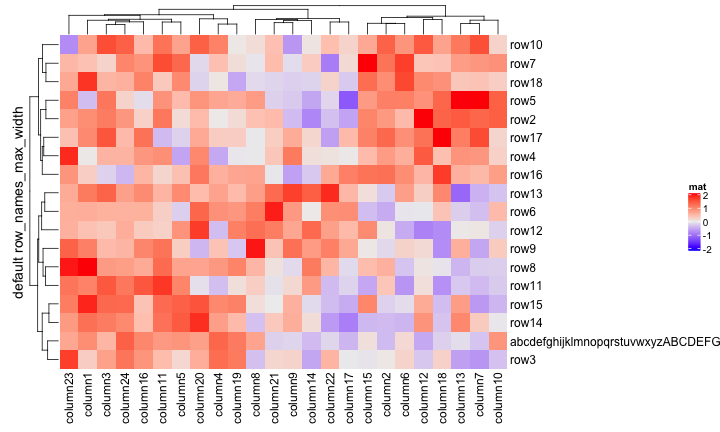 default row_names_max_width
row10
row7
row18
row5
row2
row17
row4
row16
row13
row6
row12
row9
row8
row11
row15
row14
abcdefghijklmnopqrstuvwxyzABCDEFG
row3
column23
column1
column3
column24
column16
column11
column5
column20
column4
column19
column8
column21
column9
column14
column22
column17
column15
column2
column6
column12
column18
column13
column7
column10
mat
2
1
0
-1
-2